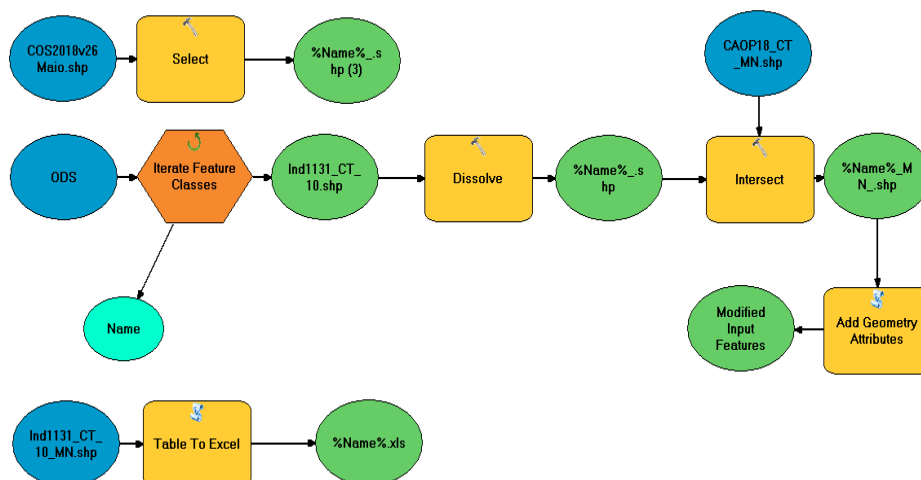 COS2018v26
Maio.shp
Select
%Name%_.s
hp (3)
CAOP18_CT
_MN.shp
ODS
Iterate Feature
Classes
Ind1131_CT_
10.shp
Dissolve
%Name%_.s
hp
Intersect
%Name%_M
N_.shp
Name
Modified
Input
Features
Add Geometry
Attributes
Ind1131_CT_
10_MN.shp
Table To Excel
%Name%.xls